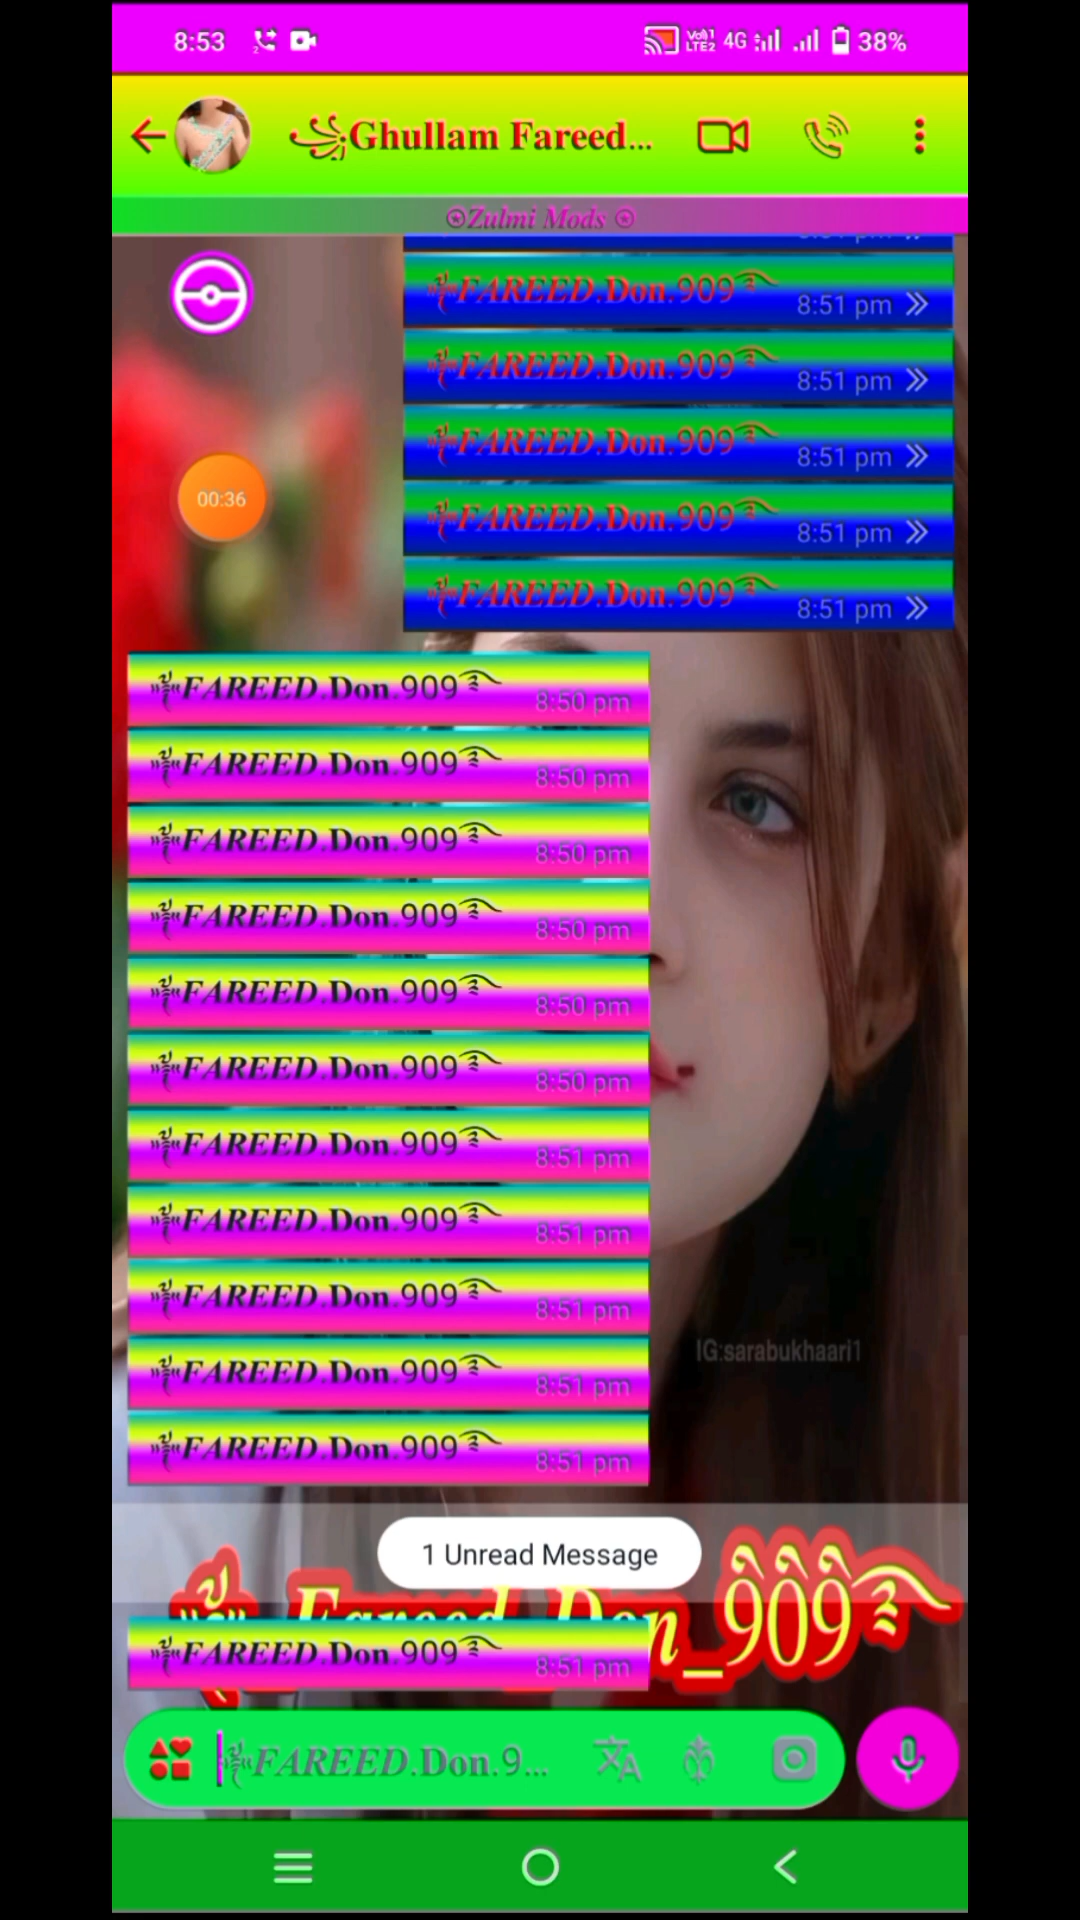 8:53 2 Vo)) 1 LTE2 4G 38%
Ghullam Fareed...
Zulmi Mods
FAREED.Don.909 8:51 pm
FAREED.Don.909 8:51 pm
FAREED.Don.909 8:51 pm
FAREED.Don.909 8:51 pm
FAREED.Don.909 8:51 pm
00:36
FAREED.Don.909 8:50 pm
FAREED.Don.909 8:50 pm
FAREED.Don.909 8:50 pm
FAREED.Don.909 8:50 pm
FAREED.Don.909 8:50 pm
FAREED.Don.909 8:50 pm
FAREED.Don.909 8:51 pm
FAREED.Don.909 8:51 pm
FAREED.Don.909 8:51 pm
IG:sarabukhaari1
FAREED.Don.909 8:51 pm
FAREED.Don.909 8:51 pm
1 Unread Message
Fareed_Don_909
FAREED.Don.909 8:51 pm
FAREED.Don.9...